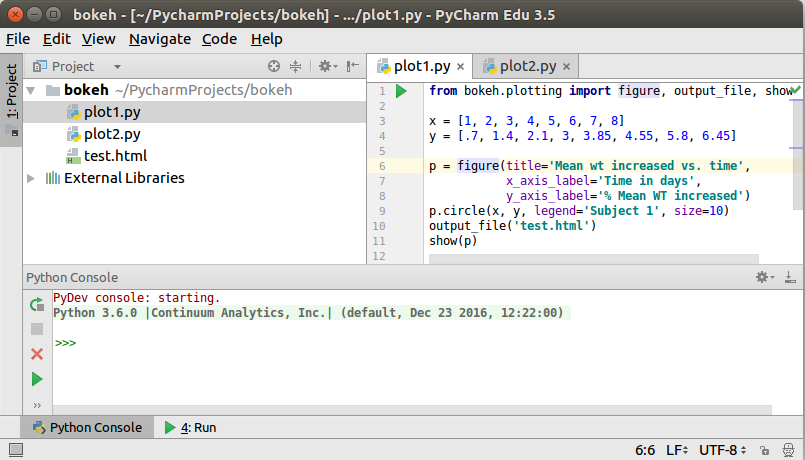 bokeh - [~/PycharmProjects/bokeh] - .../plot1.py - PyCharm Edu 3.5
File Edit View Navigate Code Help
1: Project
Project
bokeh ~/PycharmProjects/bokeh
plot1.py
plot2.py
test.html
External Libraries
plot1.py × plot2.py ×
1 from bokeh.plotting import figure, output_file, show
2
3 x = [1, 2, 3, 4, 5, 6, 7, 8]
4 y = [.7, 1.4, 2.1, 3, 3.85, 4.55, 5.8, 6.45]
5
6 p = figure(title='Mean wt increased vs. time',
7 x_axis_label='Time in days',
8 y_axis_label='% Mean WT increased')
9 p.circle(x, y, legend='Subject 1', size=10)
10 output_file('test.html')
11 show(p)
12
Python Console
PyDev console: starting.
Python 3.6.0 |Continuum Analytics, Inc.| (default, Dec 23 2016, 12:22:00)
>>>
»
Python Console 4: Run
6:6 LF UTF-8